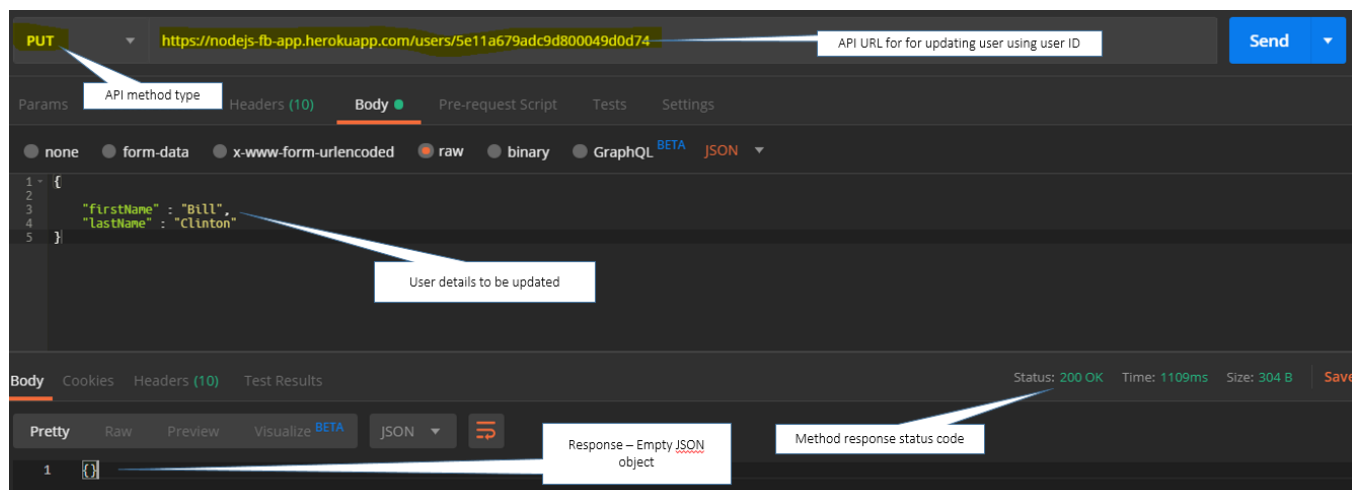 PUT https://nodejs-fb-app.herokuapp.com/users/5e11a679adc9d800049d0d74 API URL for for updating user using user ID Send
API method type
Params Headers (10) Body Pre-request Script Tests Settings
none form-data x-www-form-urlencoded raw binary GraphQL BETA JSON
1 {
2
3 "firstName" : "Bill",
4 "lastName" : "Clinton"
5 }
User details to be updated
Body Cookies Headers (10) Test Results Status: 200 OK Time: 1109ms Size: 304 B Save
Pretty Raw Preview Visualize BETA JSON
Method response status code
Response – Empty JSON
object
1 {}